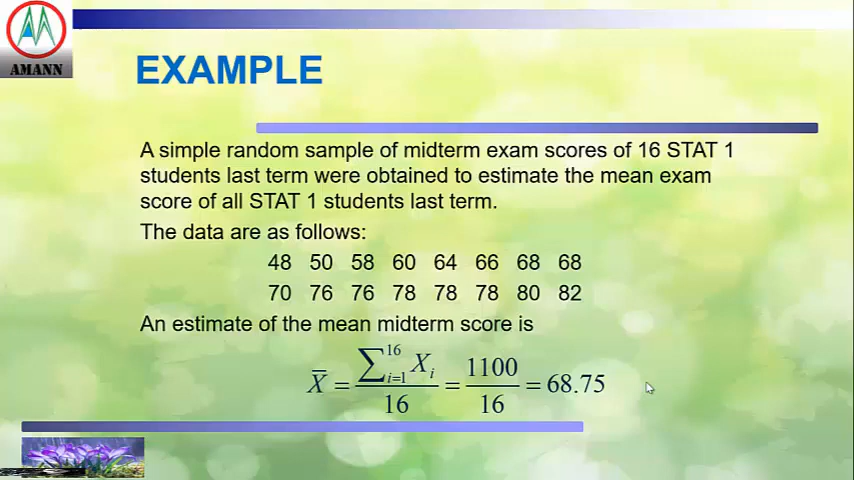 AMANN
EXAMPLE
A simple random sample of midterm exam scores of 16 STAT 1
students last term were obtained to estimate the mean exam
score of all STAT 1 students last term.
The data are as follows:
48 50 58 60 64 66 68 68
70 76 76 78 78 78 80 82
An estimate of the mean midterm score is
X̄ = ∑_{i=1}^{16} X_i / 16 = 1100 / 16 = 68.75